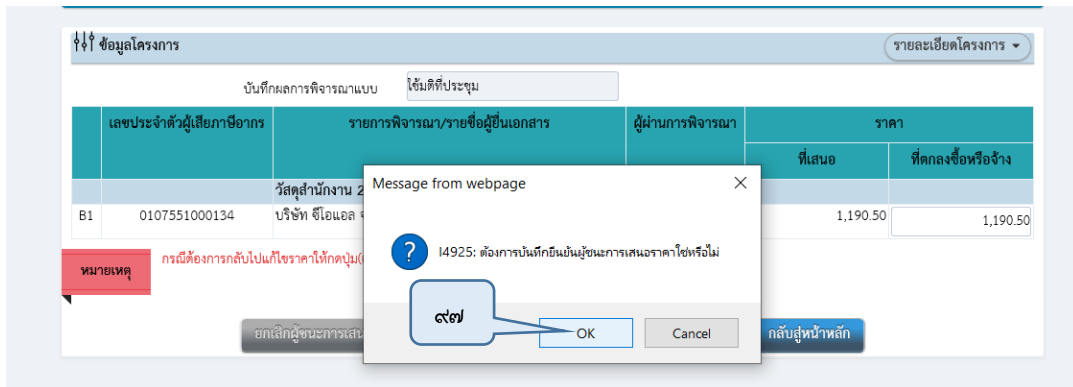 ข้อมูลโครงการ
รายละเอียดโครงการ
บันทึกผลการพิจารณาแบบ ใช้มติที่ประชุม
เลขประจำตัวผู้เสียภาษีอากร รายการพิจารณา/รายชื่อผู้ยื่นเอกสาร ผู้ผ่านการพิจารณา ราคา
ที่เสนอ ที่ตกลงซื้อหรือจ้าง
วัสดุสำนักงาน 2
B1 0107551000134 บริษัท ซีโอแอล 1,190.50 1,190.50
หมายเหตุ กรณีต้องการกลับไปแก้ไขราคาให้กดปุ่ม
Message from webpage
I4925: ต้องการบันทึกยืนยันผู้ชนะการเสนอราคาใช่หรือไม่
๙๗
OK Cancel
ยกเลิกผู้ชนะการเสน กลับสู่หน้าหลัก